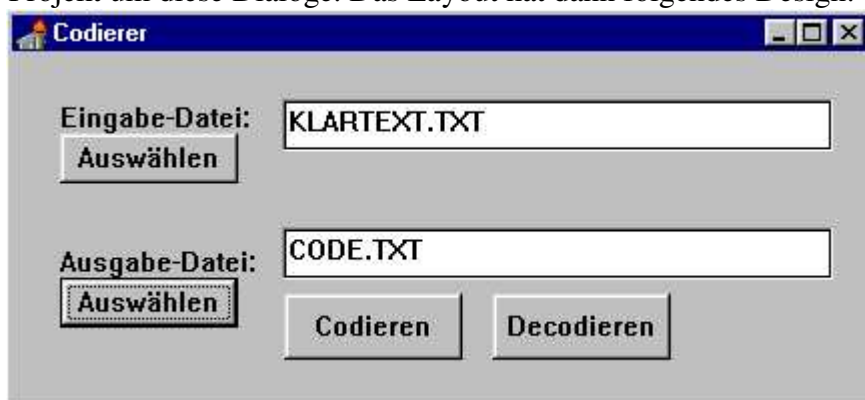 Projekt um diese Dialoge. Das Layout hat dann folgendes Design:
Codierer
Eingabe-Datei: KLARTEXT.TXT
Auswählen
Ausgabe-Datei: CODE.TXT
Auswählen
Codieren Decodieren